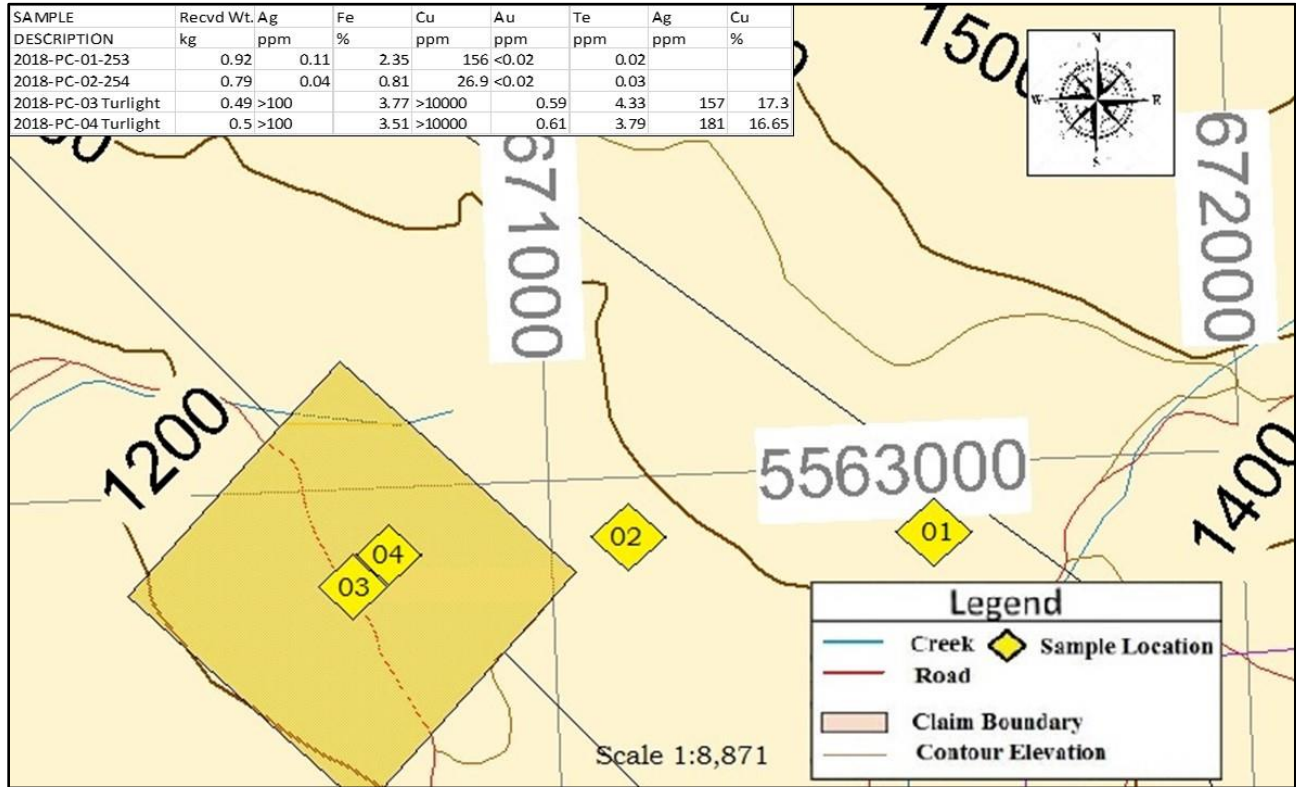 SAMPLE Recvd Wt. Ag Fe Cu Au Te Ag Cu
DESCRIPTION kg ppm % ppm ppm ppm ppm %
2018-PC-01-253 0.92 0.11 2.35 156 <0.02 0.02
2018-PC-02-254 0.79 0.04 0.81 26.9 <0.02 0.03
2018-PC-03 Turlight 0.49 >100 3.77 >10000 0.59 4.33 157 17.3
2018-PC-04 Turlight 0.5 >100 3.51 >10000 0.61 3.79 181 16.65
N
W E
S
671000
672000
1200
5563000
1400
02
01
04
03
Legend
Creek Sample Location
Road
Claim Boundary
Contour Elevation
Scale 1:8,871